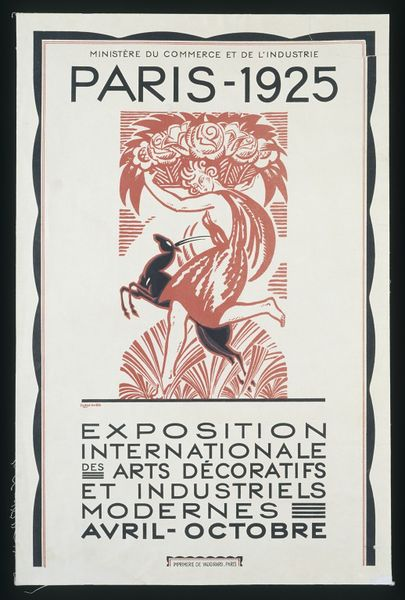 MINISTÈRE DU COMMERCE ET DE L'INDUSTRIE
PARIS-1925
EXPOSITION
INTERNATIONALE
DES ARTS DÉCORATIFS
ET INDUSTRIELS
MODERNES
AVRIL-OCTOBRE
IMPRIMERIE DE VAUGIRARD, PARIS